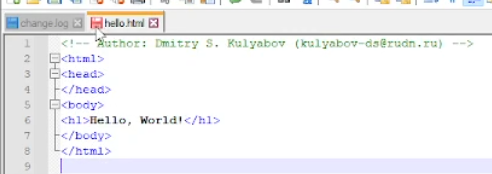 change.log hello.html
1 <!-- Author: Dmitry S. Kulyabov (kulyabov-ds@rudn.ru) -->
2 <html>
3 <head>
4 </head>
5 <body>
6 <h1>Hello, World!</h1>
7 </body>
8 </html>
9